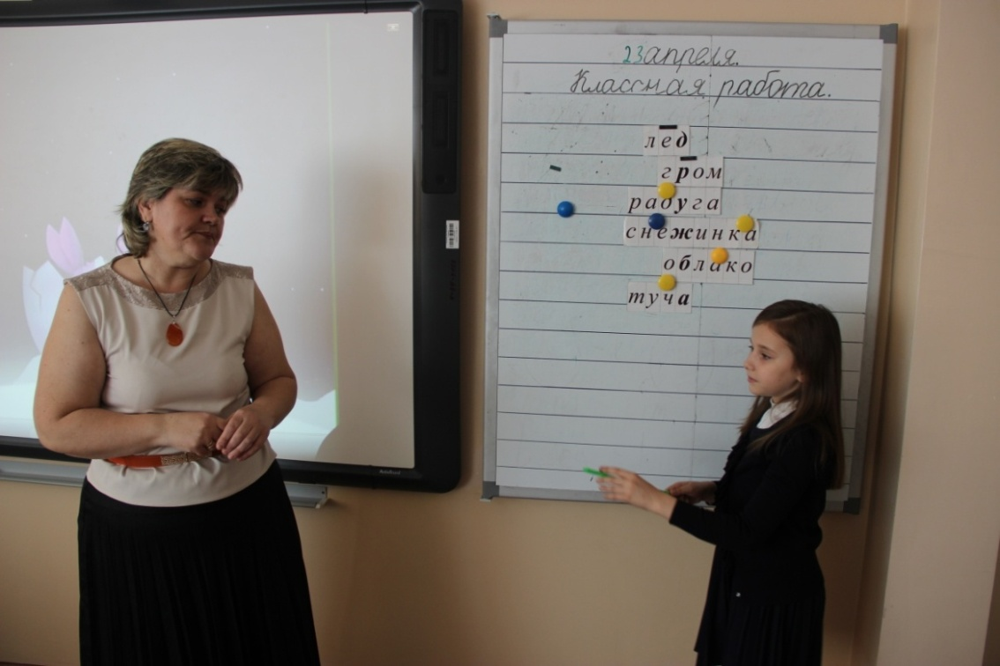 23 апреля.
Классная работа.
лед
гром
радуга
снежинка
облако
туча